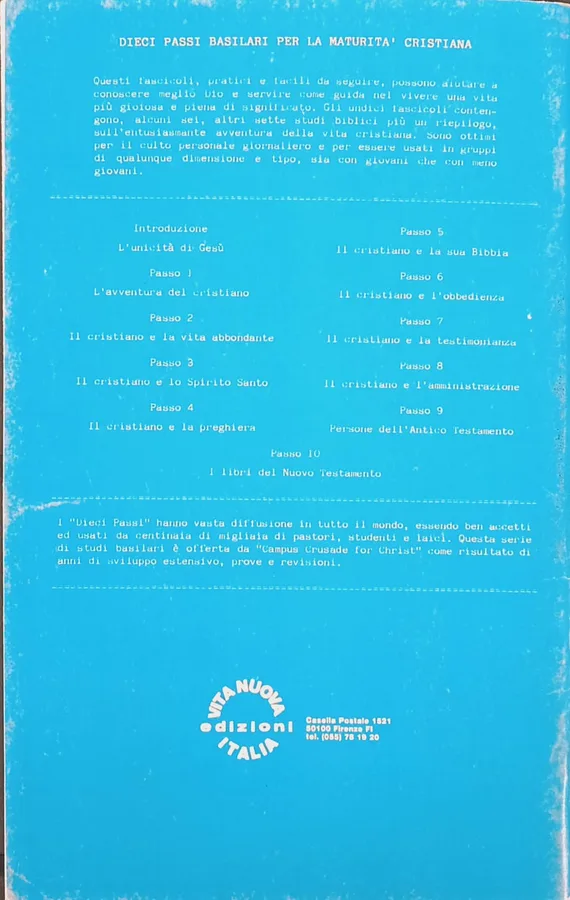 DIECI PASSI BASILARI PER LA MATURITA' CRISTIANA
Questi fascicoli, pratici e facili da seguire, possono aiutare a
conoscere meglio Dio e servire come guida nel vivere una vita
più gioiosa e piena di significato. Gli undici fascicoli conten-
gono, alcuni sei, altri sette studi biblici più un riepilogo,
sull'entusiasmante avventura della vita cristiana. Sono ottimi
per il culto personale giornaliero e per essere usati in gruppi
di qualunque dimensione e tipo, sia con giovani che con meno
giovani.
Introduzione
L'unicità di Gesù
Passo 1
L'avventura del cristiano
Passo 2
Il cristiano e la vita abbondante
Passo 3
Il cristiano e lo Spirito Santo
Passo 4
Il cristiano e la preghiera
Passo 5
Il cristiano e la sua Bibbia
Passo 6
Il cristiano e l'obbedienza
Passo 7
Il cristiano e la testimonianza
Passo 8
Il cristiano e l'amministrazione
Passo 9
Persone dell'Antico Testamento
Passo 10
I libri del Nuovo Testamento
I "Dieci Passi" hanno vasta diffusione in tutto il mondo, essendo ben accetti
ed usati da centinaia di migliaia di pastori, studenti e laici. Questa serie
di studi basilari è offerta da "Campus Crusade for Christ" come risultato di
anni di sviluppo estensivo, prove e revisioni.
VITA NUOVA
edizioni
ITALIA
Casella Postale 1821
50100 Firenze FI
tel. (055) 78 19 20